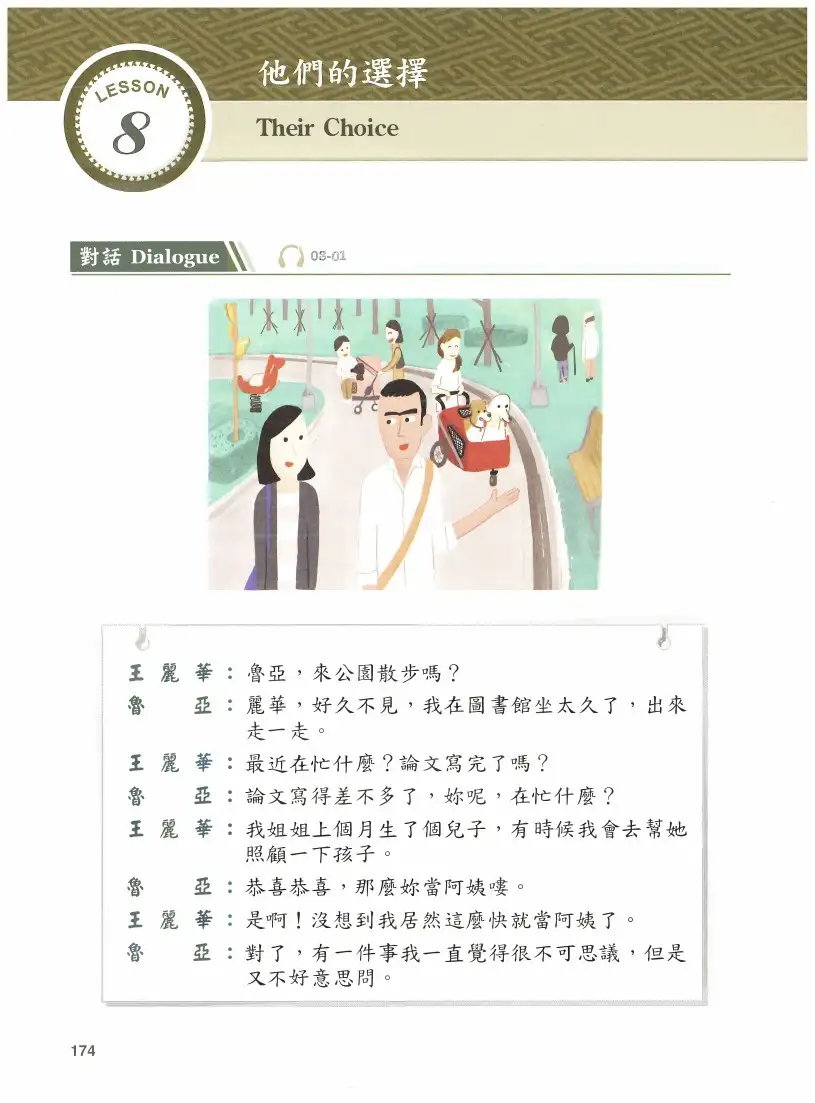 他們的選擇
LESSON
8
Their Choice
對話 Dialogue
08-01
王麗華：魯亞，來公園散步嗎？
魯亞：麗華，好久不見，我在圖書館坐太久了，出來
走一走。
王麗華：最近在忙什麼？論文寫完了嗎？
魯亞：論文寫得差不多了，妳呢，在忙什麼？
王麗華：我姐姐上個月生了個兒子，有時候我會去幫她
照顧一下孩子。
魯亞：恭喜恭喜，那麼妳當阿姨嘍。
王麗華：是啊！沒想到我居然這麼快就當阿姨了。
魯亞：對了，有一件事我一直覺得很不可思議，但是
又不好意思問。
174